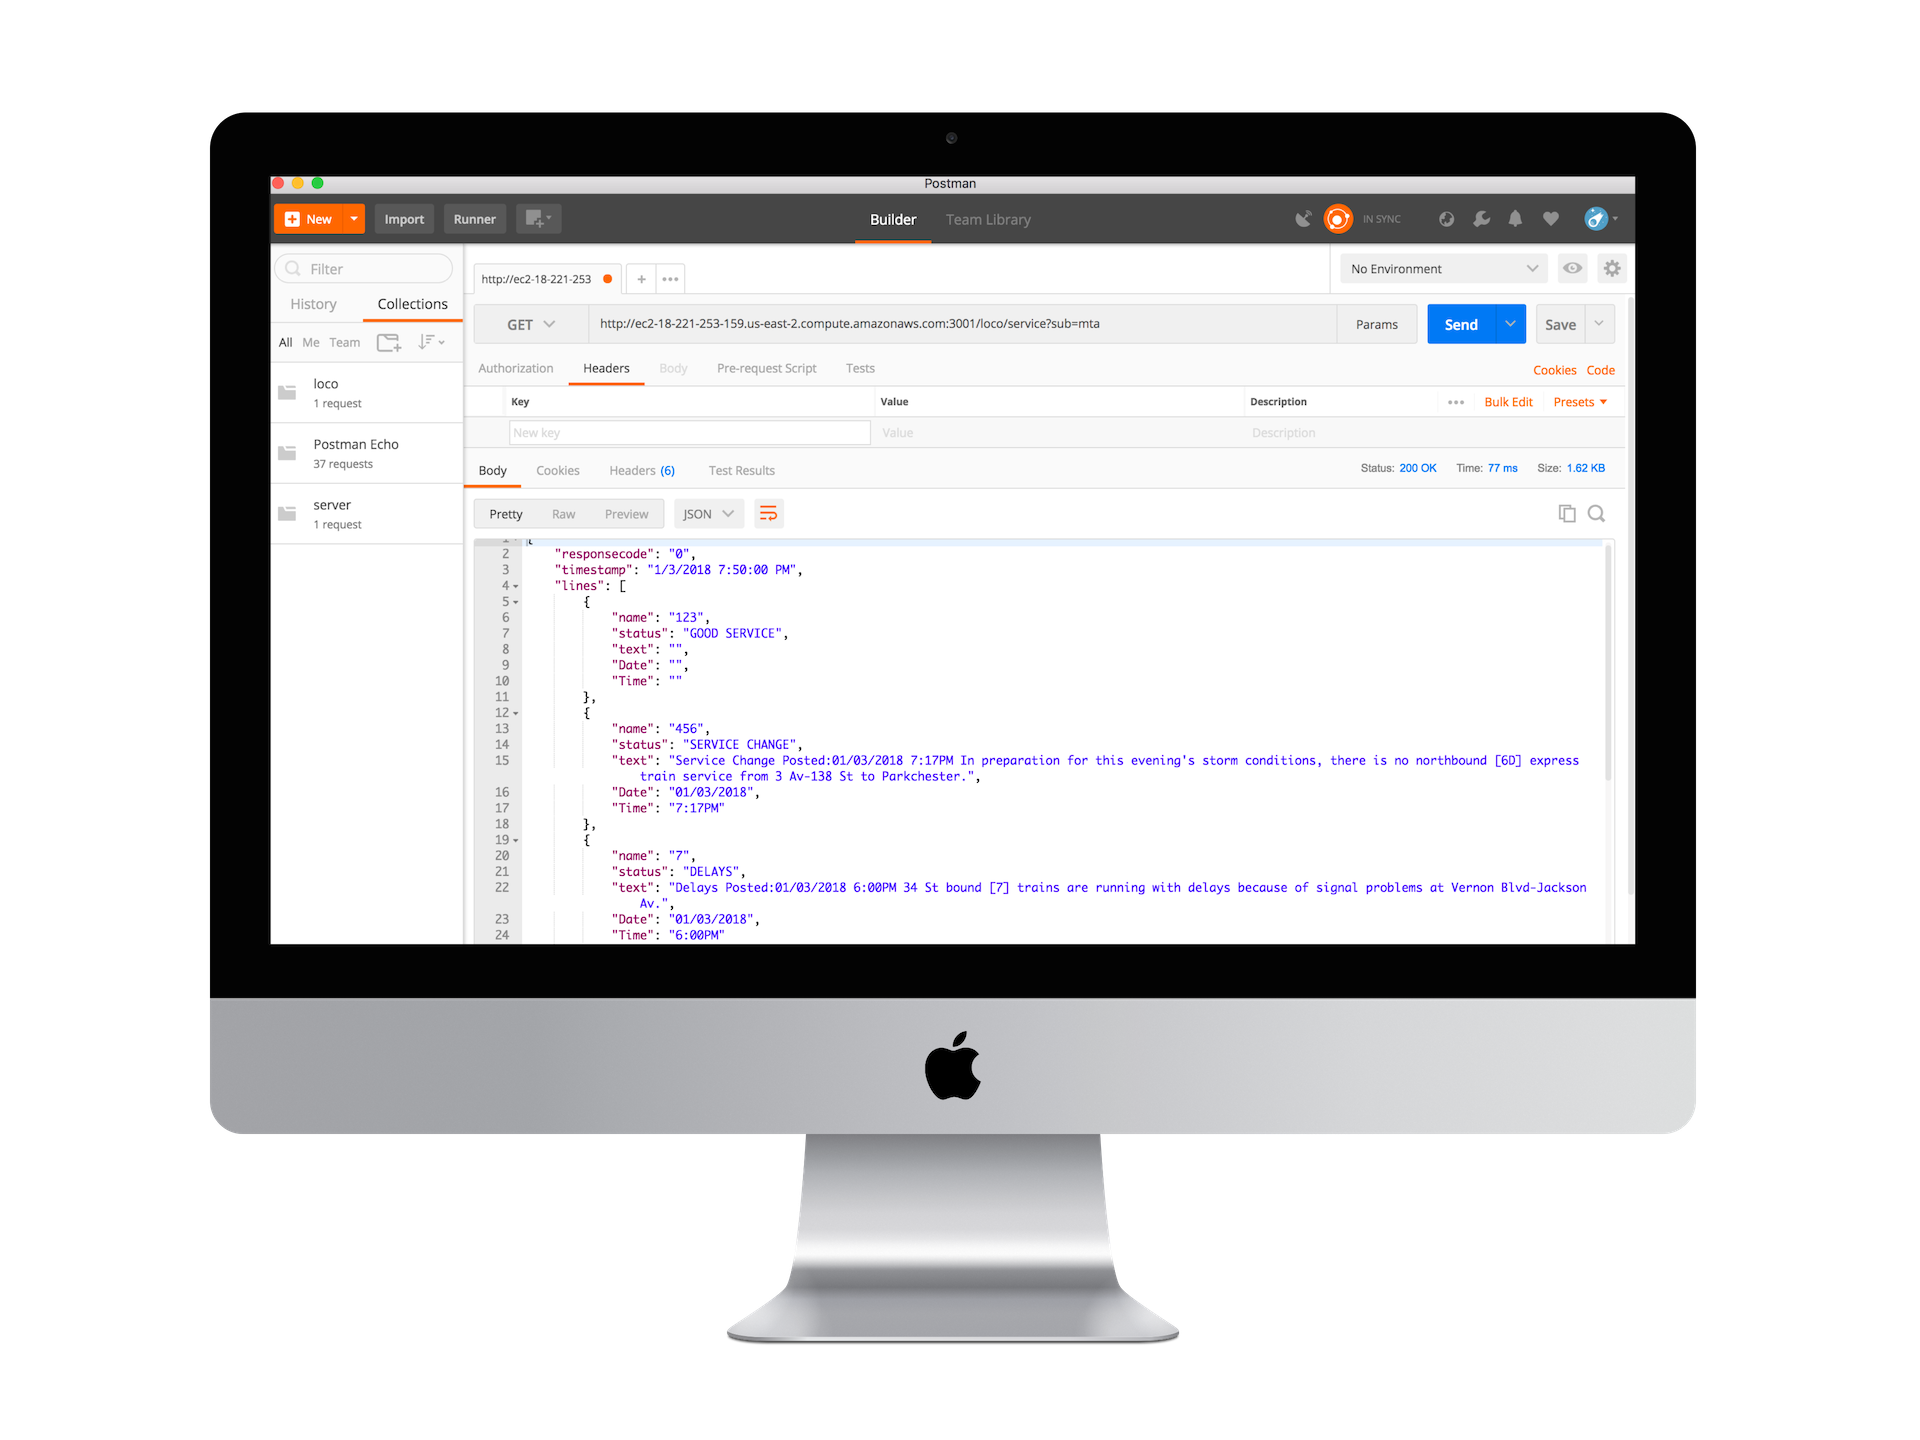 Postman
New Import Runner Builder Team Library IN SYNC
Filter
History Collections
All Me Team
loco
1 request
Postman Echo
37 requests
server
1 request
http://ec2-18-221-253 + No Environment
GET http://ec2-18-221-253-159.us-east-2.compute.amazonaws.com:3001/loco/service?sub=mta Params Send Save
Authorization Headers Body Pre-request Script Tests Cookies Code
Key Value Description Bulk Edit Presets
New key Value Description
Body Cookies Headers (6) Test Results Status: 200 OK Time: 77 ms Size: 1.62 KB
Pretty Raw Preview JSON
1 {
2 "responsecode": "0",
3 "timestamp": "1/3/2018 7:50:00 PM",
4 "lines": [
5 {
6 "name": "123",
7 "status": "GOOD SERVICE",
8 "text": "",
9 "Date": "",
10 "Time": ""
11 },
12 {
13 "name": "456",
14 "status": "SERVICE CHANGE",
15 "text": "Service Change Posted:01/03/2018 7:17PM In preparation for this evening's storm conditions, there is no northbound [6D] express
train service from 3 Av-138 St to Parkchester.",
16 "Date": "01/03/2018",
17 "Time": "7:17PM"
18 },
19 {
20 "name": "7",
21 "status": "DELAYS",
22 "text": "Delays Posted:01/03/2018 6:00PM 34 St bound [7] trains are running with delays because of signal problems at Vernon Blvd-Jackson
Av.",
23 "Date": "01/03/2018",
24 "Time": "6:00PM"